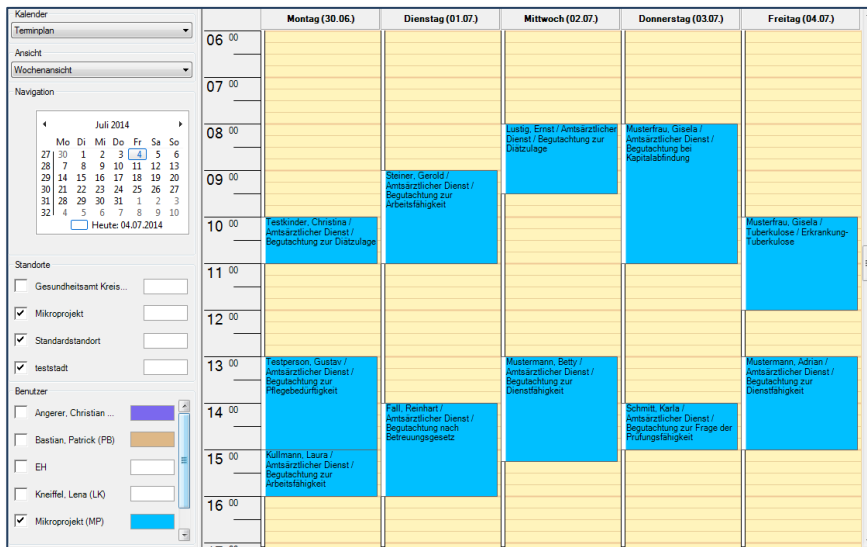 Kalender
Terminplan
Ansicht
Wochenansicht
Navigation
Juli 2014
Mo Di Mi Do Fr Sa So
27 30 1 2 3 4 5 6
28 7 8 9 10 11 12 13
29 14 15 16 17 18 19 20
30 21 22 23 24 25 26 27
31 28 29 30 31 1 2 3
32 4 5 6 7 8 9 10
Heute: 04.07.2014
Standorte
Gesundheitsamt Kreis...
Mikroprojekt
Standardstandort
teststadt
Benutzer
Angerer, Christian ...
Bastian, Patrick (PB)
EH
Kneiffel, Lena (LK)
Mikroprojekt (MP)
Montag (30.06.)
Dienstag (01.07.)
Mittwoch (02.07.)
Donnerstag (03.07.)
Freitag (04.07.)
06 00
07 00
08 00
09 00
10 00
11 00
12 00
13 00
14 00
15 00
16 00
Testkinder, Christina /
Amtsärztlicher Dienst /
Begutachtung zur Diätzulage
Testperson, Gustav /
Amtsärztlicher Dienst /
Begutachtung zur
Pflegebedürftigkeit
Kullmann, Laura /
Amtsärztlicher Dienst /
Begutachtung zur
Arbeitsfähigkeit
Steiner, Gerold /
Amtsärztlicher Dienst /
Begutachtung zur
Arbeitsfähigkeit
Fall, Reinhart /
Amtsärztlicher Dienst /
Begutachtung nach
Betreuungsgesetz
Lustig, Ernst / Amtsärztlicher
Dienst / Begutachtung zur
Diätzulage
Mustermann, Betty /
Amtsärztlicher Dienst /
Begutachtung zur
Dienstfähigkeit
Musterfrau, Gisela /
Amtsärztlicher Dienst /
Begutachtung bei
Kapitalabfindung
Schmitt, Karla /
Amtsärztlicher Dienst /
Begutachtung zur Frage der
Prüfungsfähigkeit
Musterfrau, Gisela /
Tuberkulose / Erkrankung-
Tuberkulose
Mustermann, Adrian /
Amtsärztlicher Dienst /
Begutachtung zur
Dienstfähigkeit